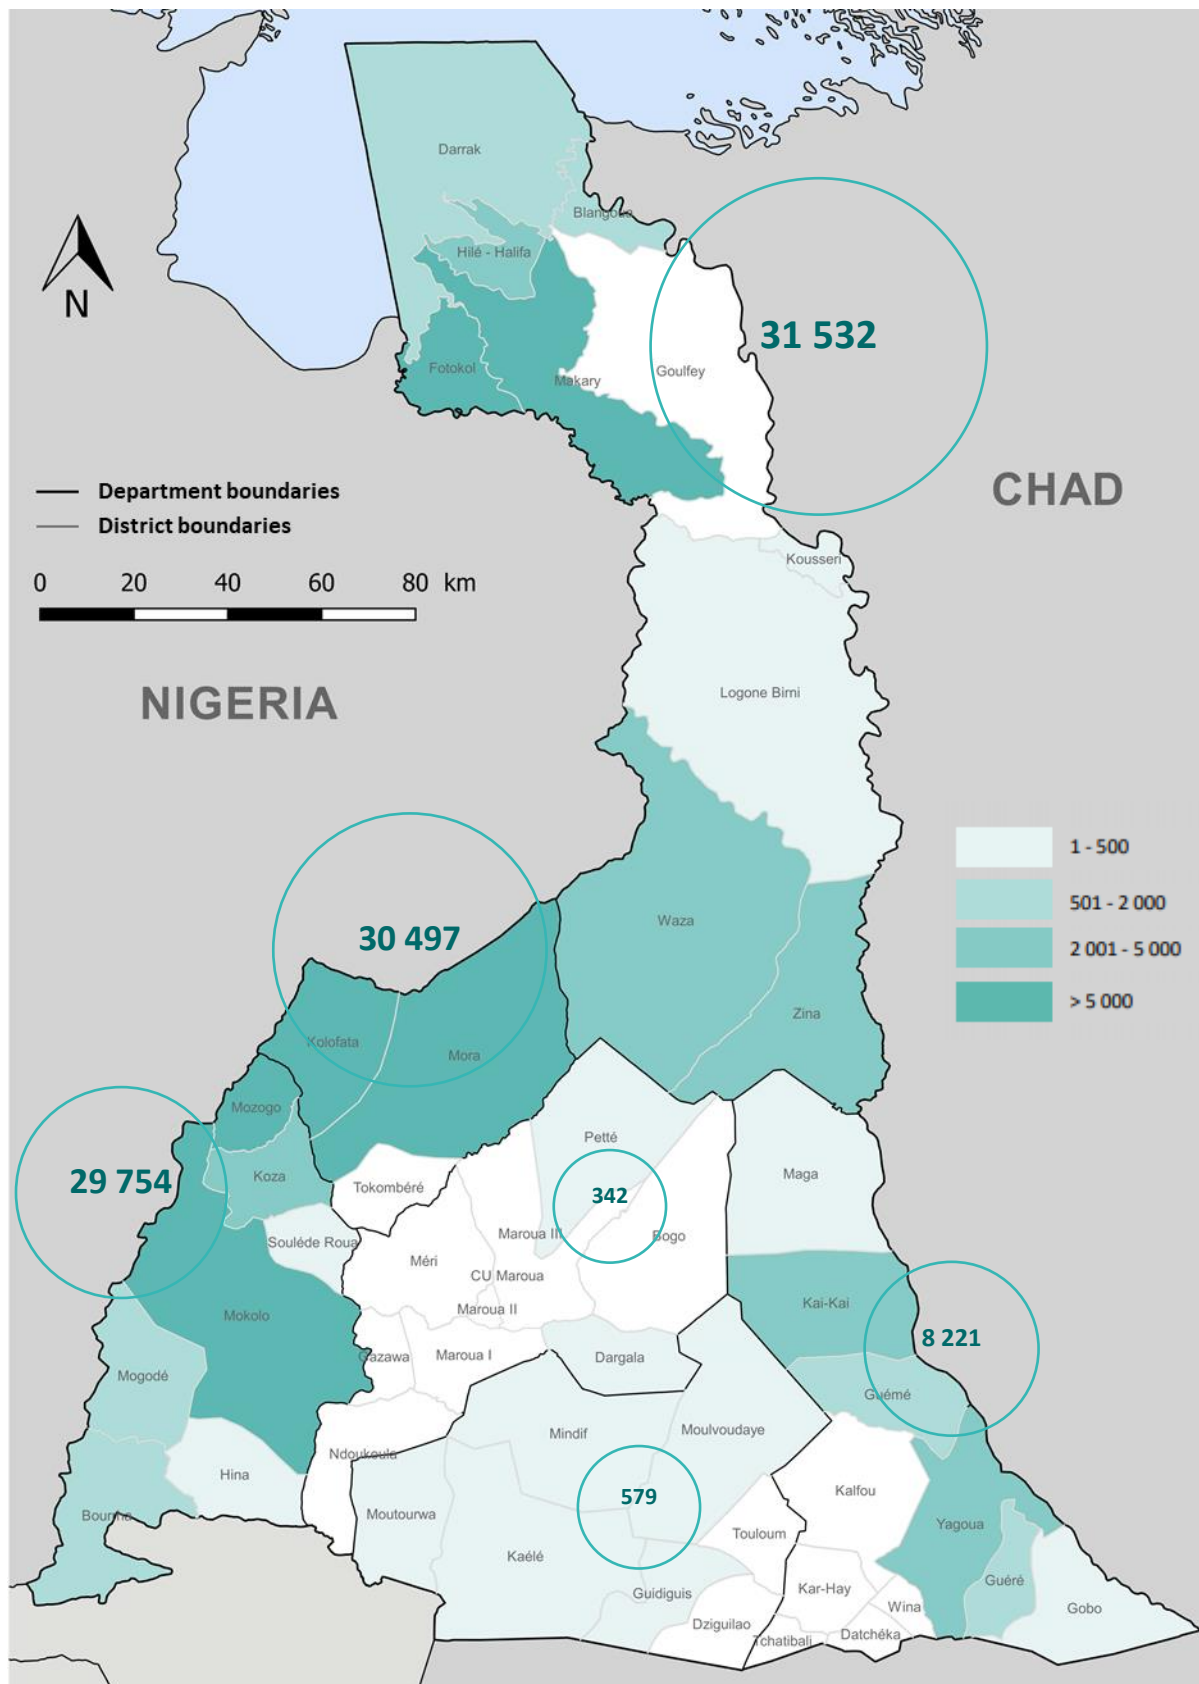 Darrak
Blangoua
Hilé - Halifa
N
31 532
Fotokol
Makary
Goulfey
CHAD
Department boundaries
District boundaries
Kousseri
0 20 40 60 80 km
Logone Birni
NIGERIA
1 - 500
501 - 2 000
2 001 - 5 000
> 5 000
Waza
30 497
Zina
Kolofata
Mora
Mozogo
Petté
29 754
Koza
Tokombéré
Maga
342
Souléde Roua
Maroua III
Bogo
Méri
CU Maroua
Mokolo
Maroua II
Kai-Kai
8 221
Gazawa
Maroua I
Dargala
Mogodé
Guémé
Mindif
Moulvoudaye
Ndoukoula
Hina
Kalfou
579
Bourrha
Moutourwa
Touloum
Yagoua
Kaélé
Guidiguis
Kar-Hay
Guéré
Wina
Gobo
Dziguilao
Tchatibali
Datchéka